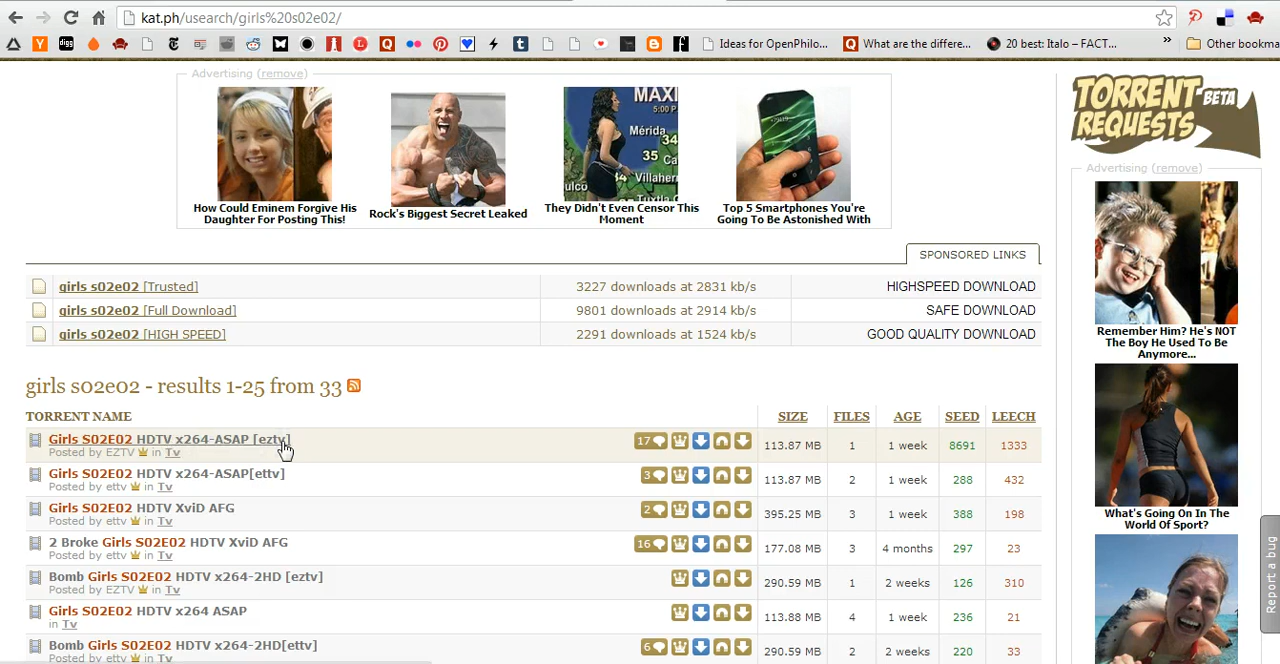 kat.ph/usearch/girls%20s02e02/
Ideas for OpenPhilo...
What are the differe...
20 best: Italo – FACT...
»
Other bookma
Advertising (remove)
MAXI
5:00 P
Mérida
34
35
Villaher
How Could Eminem Forgive His
Daughter For Posting This!
Rock's Biggest Secret Leaked
They Didn't Even Censor This
Moment
Top 5 Smartphones You're
Going To Be Astonished With
TORRENT BETA
REQUESTS
Advertising (remove)
Remember Him? He's NOT
The Boy He Used To Be
Anymore...
What's Going On In The
World Of Sport?
Report a bug
SPONSORED LINKS
girls s02e02 [Trusted] 3227 downloads at 2831 kb/s HIGHSPEED DOWNLOAD
girls s02e02 [Full Download] 9801 downloads at 2914 kb/s SAFE DOWNLOAD
girls s02e02 [HIGH SPEED] 2291 downloads at 1524 kb/s GOOD QUALITY DOWNLOAD
girls s02e02 - results 1-25 from 33
TORRENT NAME SIZE FILES AGE SEED LEECH
Girls S02E02 HDTV x264-ASAP [eztv] 17 113.87 MB 1 1 week 8691 1333
Posted by EZTV in Tv
Girls S02E02 HDTV x264-ASAP[ettv] 3 113.87 MB 2 1 week 288 432
Posted by ettv in Tv
Girls S02E02 HDTV XviD AFG 2 395.25 MB 3 1 week 388 198
Posted by ettv in Tv
2 Broke Girls S02E02 HDTV XviD AFG 16 177.08 MB 3 4 months 297 23
Posted by ettv in Tv
Bomb Girls S02E02 HDTV x264-2HD [eztv] 290.59 MB 1 2 weeks 126 310
Posted by EZTV in Tv
Girls S02E02 HDTV x264 ASAP 113.88 MB 4 1 week 236 21
in Tv
Bomb Girls S02E02 HDTV x264-2HD[ettv] 6 290.59 MB 2 2 weeks 220 33
Posted by ettv in Tv